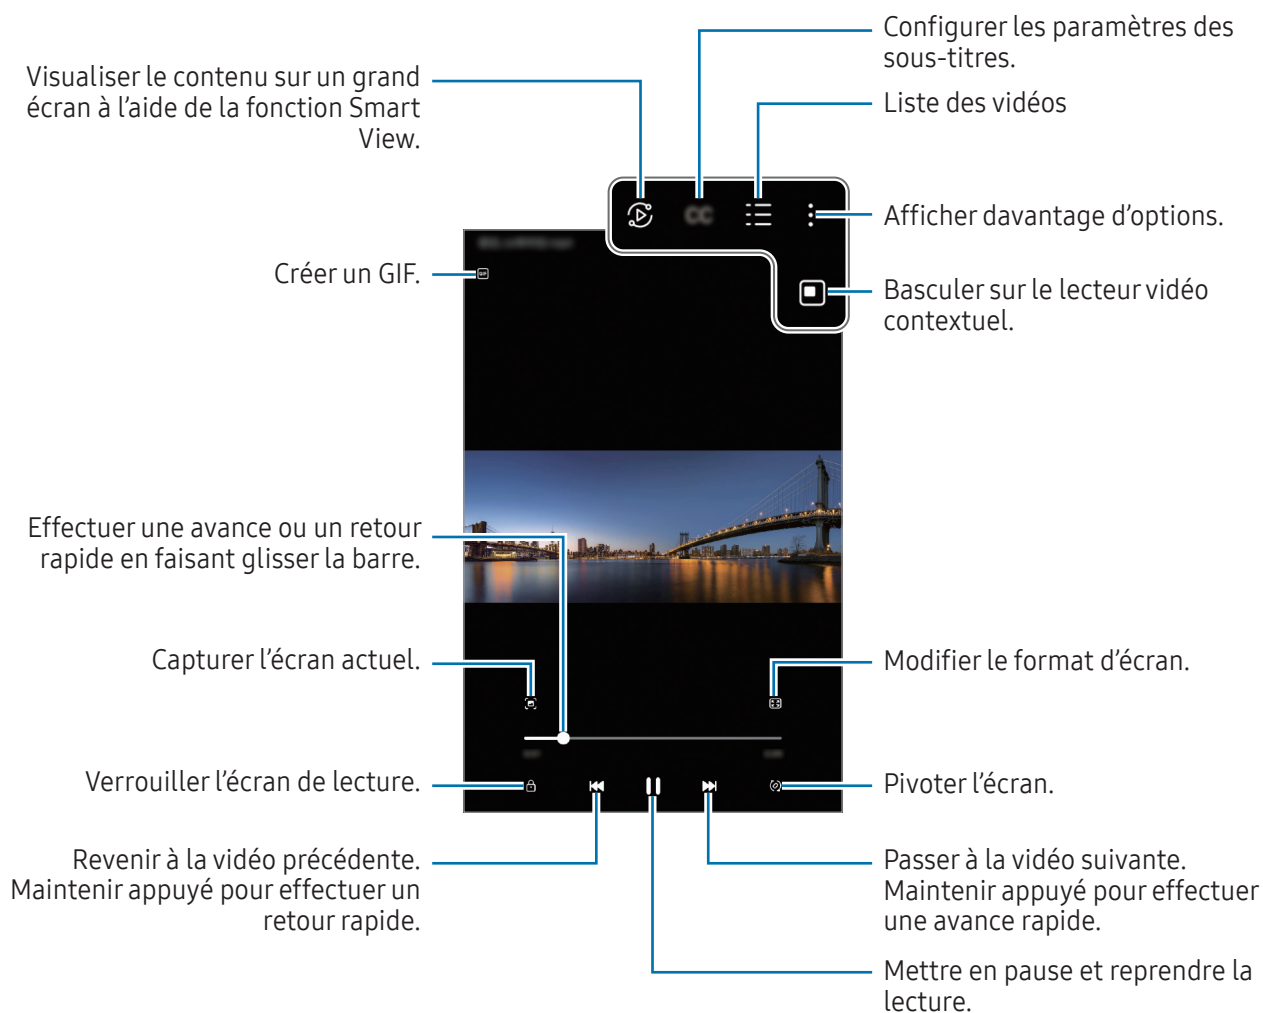 Configurer les paramètres des
sous-titres.
Visualiser le contenu sur un grand
écran à l'aide de la fonction Smart
View.
Liste des vidéos
CC
Afficher davantage d'options.
Créer un GIF.
GIF
Basculer sur le lecteur vidéo
contextuel.
Effectuer une avance ou un retour
rapide en faisant glisser la barre.
Capturer l'écran actuel.
Modifier le format d'écran.
Verrouiller l'écran de lecture.
Pivoter l'écran.
Revenir à la vidéo précédente.
Maintenir appuyé pour effectuer un
retour rapide.
Passer à la vidéo suivante.
Maintenir appuyé pour effectuer
une avance rapide.
Mettre en pause et reprendre la
lecture.